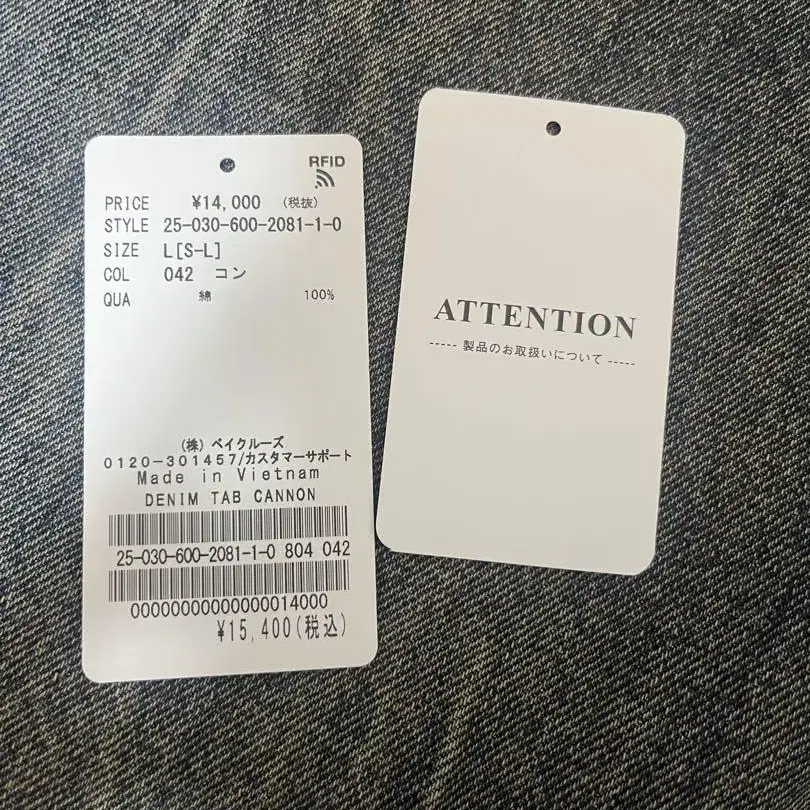 RFID
PRICE ¥14,000 (税抜)
STYLE 25-030-600-2081-1-0
SIZE L[S-L]
COL 042 コン
QUA 綿 100%
(株) ベイクルーズ
0120-301457/カスタマーサポート
Made in Vietnam
DENIM TAB CANNON
25-030-600-2081-1-0 804 042
00000000000000014000
¥15,400(税込)
ATTENTION
----- 製品のお取扱いについて -----